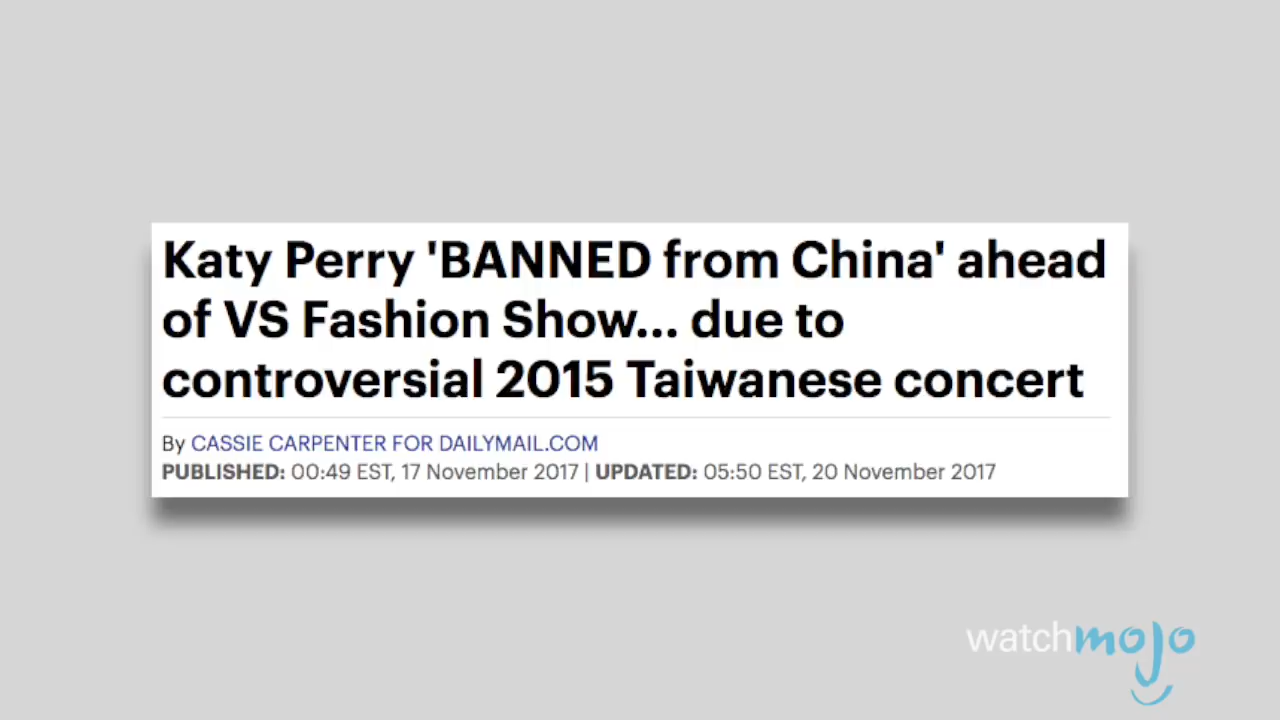 Katy Perry 'BANNED from China' ahead
of VS Fashion Show... due to
controversial 2015 Taiwanese concert
By CASSIE CARPENTER FOR DAILYMAIL.COM
PUBLISHED: 00:49 EST, 17 November 2017 | UPDATED: 05:50 EST, 20 November 2017
watchmojo